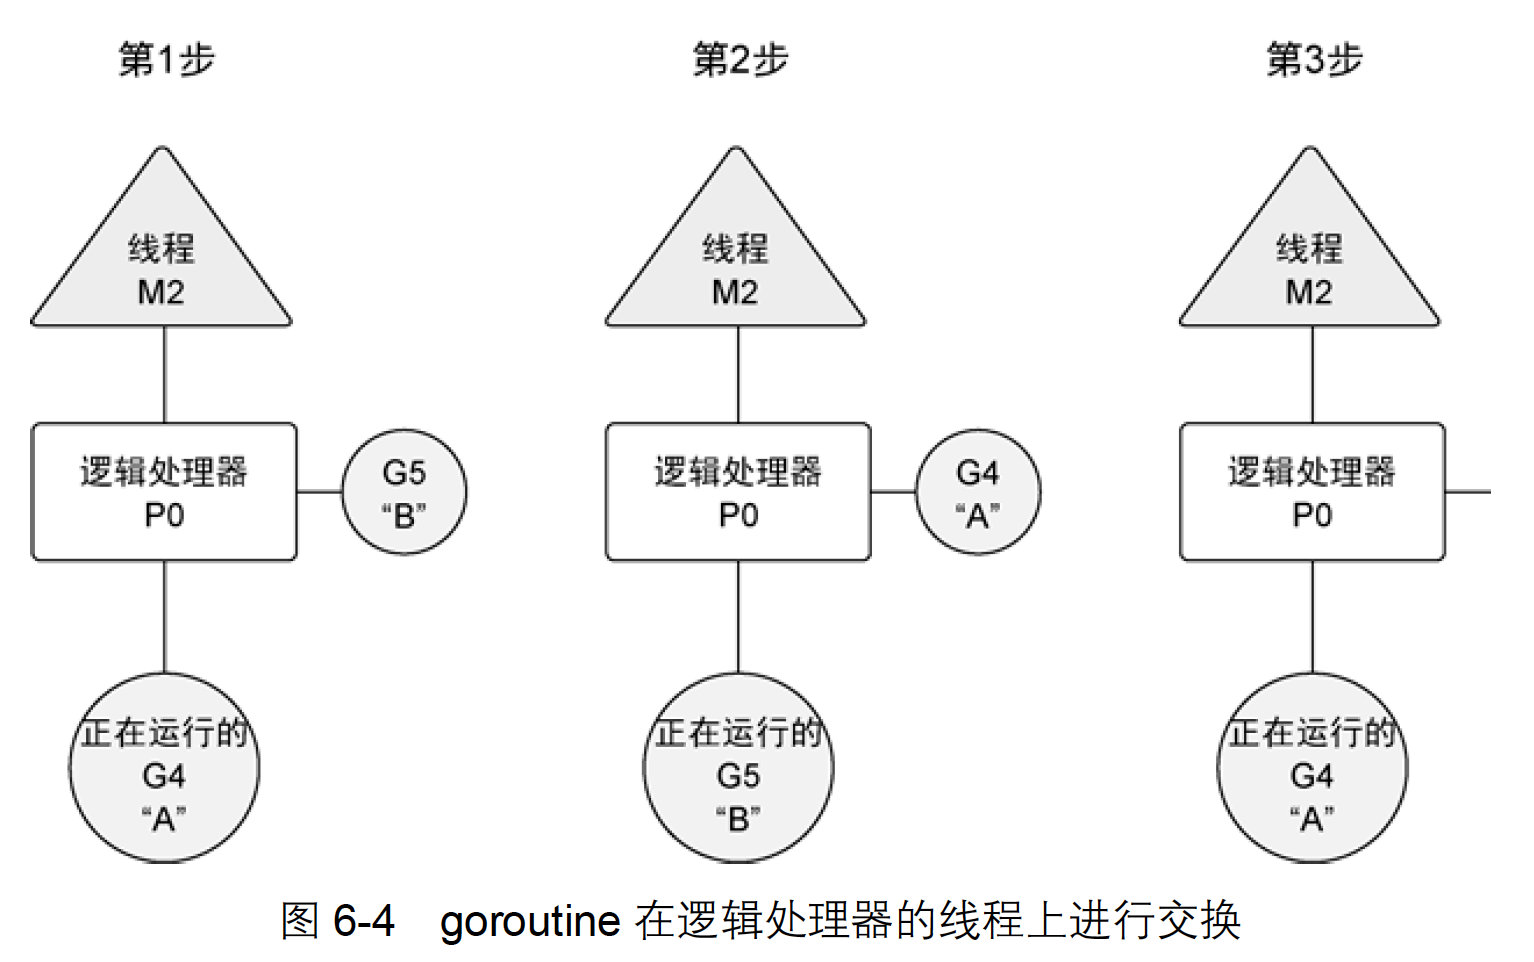 第1步
第2步
第3步
线程
M2
线程
M2
线程
M2
逻辑处理器
P0
G5
“B”
逻辑处理器
P0
G4
“A”
逻辑处理器
P0
正在运行的
G4
“A”
正在运行的
G5
“B”
正在运行的
G4
“A”
图 6-4 goroutine 在逻辑处理器的线程上进行交换